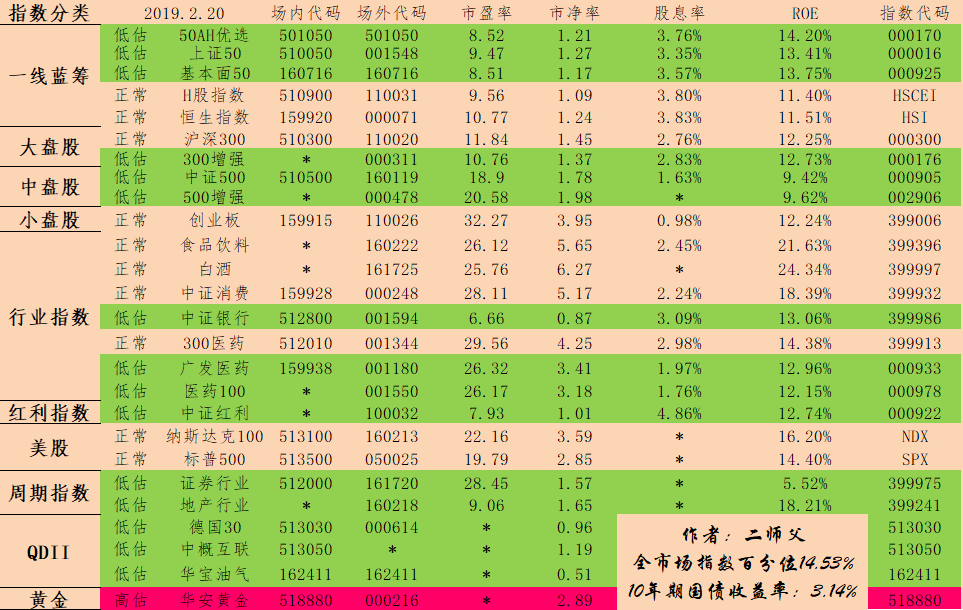 指数分类 2019.2.20 场内代码 场外代码 市盈率 市净率 股息率 ROE 指数代码
一线蓝筹
低估 50AH优选 501050 501050 8.52 1.21 3.76% 14.20% 000170
低估 上证50 510050 001548 9.47 1.27 3.35% 13.41% 000016
低估 基本面50 160716 160716 8.51 1.17 3.57% 13.75% 000925
正常 H股指数 510900 110031 9.56 1.09 3.80% 11.40% HSCEI
正常 恒生指数 159920 000071 10.77 1.24 3.83% 11.51% HSI
大盘股
正常 沪深300 510300 110020 11.84 1.45 2.76% 12.25% 000300
低估 300增强 * 000311 10.76 1.37 2.83% 12.73% 000176
中盘股
低估 中证500 510500 160119 18.9 1.78 1.63% 9.42% 000905
低估 500增强 * 000478 20.58 1.98 * 9.62% 002906
小盘股 正常 创业板 159915 110026 32.27 3.95 0.98% 12.24% 399006
行业指数
正常 食品饮料 * 160222 26.12 5.65 2.45% 21.63% 399396
正常 白酒 * 161725 25.76 6.27 * 24.34% 399997
正常 中证消费 159928 000248 28.11 5.17 2.24% 18.39% 399932
低估 中证银行 512800 001594 6.66 0.87 3.09% 13.06% 399986
正常 300医药 512010 001344 29.56 4.25 2.98% 14.38% 399913
低估 广发医药 159938 001180 26.32 3.41 1.97% 12.96% 000933
低估 医药100 * 001550 26.17 3.18 1.76% 12.15% 000978
红利指数 低估 中证红利 * 100032 7.93 1.01 4.86% 12.74% 000922
美股
正常 纳斯达克100 513100 160213 22.16 3.59 * 16.20% NDX
正常 标普500 513500 050025 19.79 2.85 * 14.40% SPX
周期指数
低估 证券行业 512000 161720 28.45 1.57 * 5.52% 399975
低估 地产行业 * 160218 9.06 1.65 * 18.21% 399241
QDII
低估 德国30 513030 000614 * 0.96 513030
低估 中概互联 513050 * * 1.19 513050
低估 华宝油气 162411 162411 * 0.51 162411
黄金 高估 华安黄金 518880 000216 * 2.89 518880
作者：二师父
全市场指数百分位14.53%
10年期国债收益率：3.14%